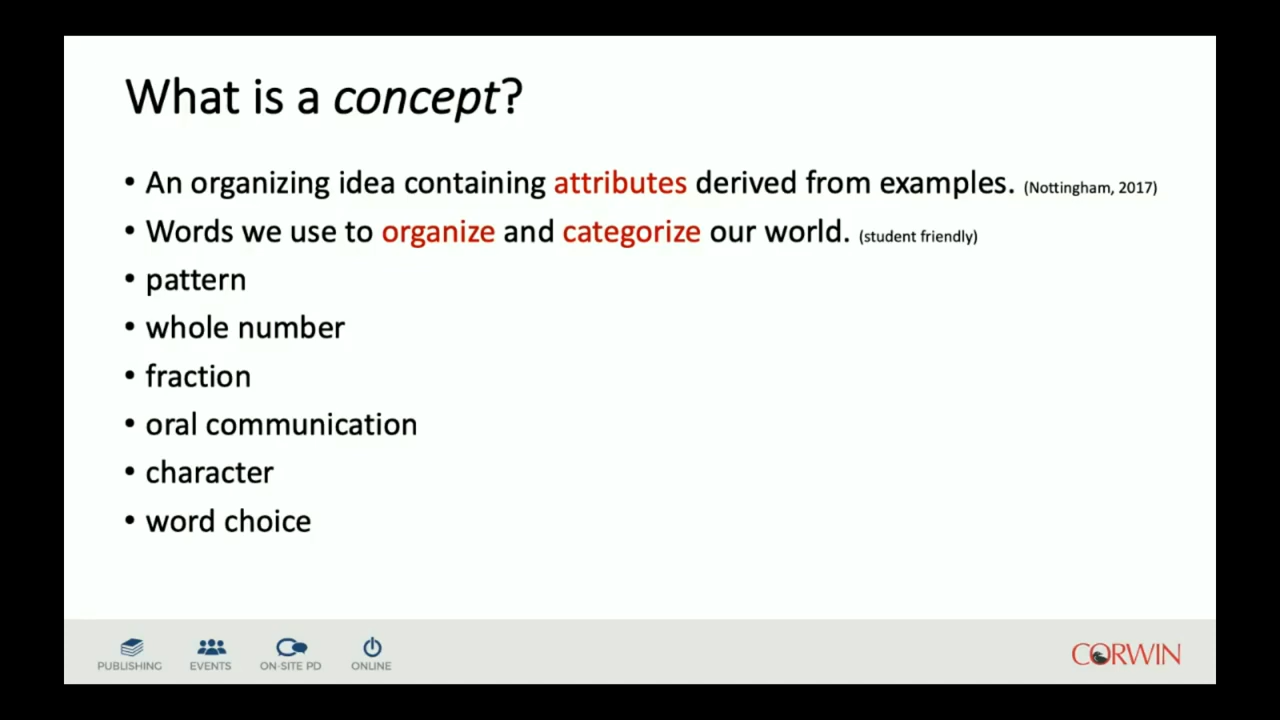 What is a concept?
• An organizing idea containing attributes derived from examples. (Nottingham, 2017)
• Words we use to organize and categorize our world. (student friendly)
• pattern
• whole number
• fraction
• oral communication
• character
• word choice
PUBLISHING EVENTS ON-SITE PD ONLINE CORWIN